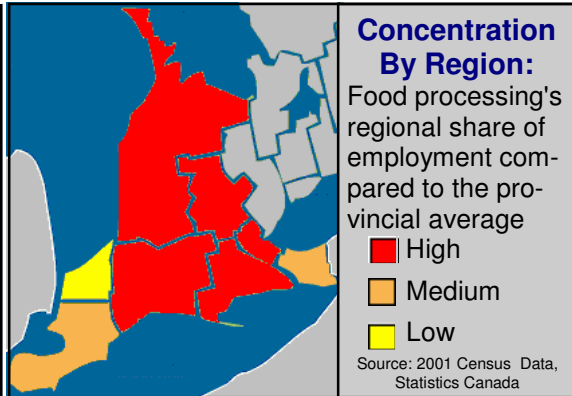 Concentration
By Region:
Food processing's
regional share of
employment com-
pared to the pro-
vincial average
High
Medium
Low
Source: 2001 Census Data,
Statistics Canada